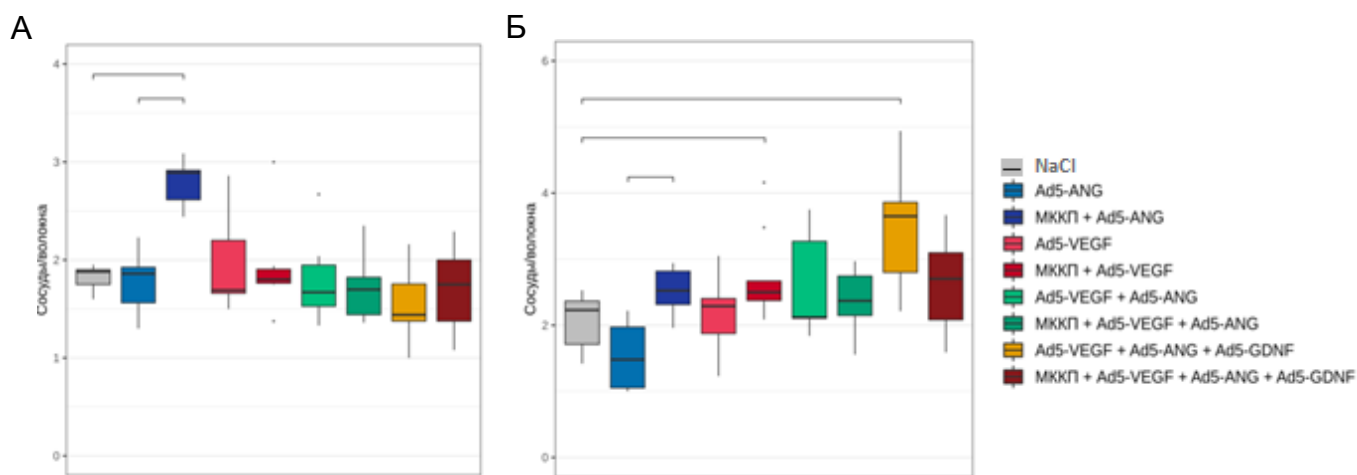 А
Б
4
3
2
1
0
Сосуды/волокна
6
4
2
0
Сосуды/волокна
NaCl
Ad5-ANG
МККП + Ad5-ANG
Ad5-VEGF
МККП + Ad5-VEGF
Ad5-VEGF + Ad5-ANG
МККП + Ad5-VEGF + Ad5-ANG
Ad5-VEGF + Ad5-ANG + Ad5-GDNF
МККП + Ad5-VEGF + Ad5-ANG + Ad5-GDNF